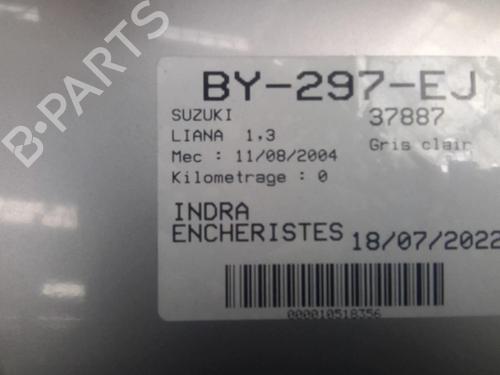 BY-297-EJ
SUZUKI 37887
LIANA 1.3 Gris clair
Mec : 11/08/2004
Kilometrage : 0
INDRA
ENCHERISTES 18/07/2022
000010518356
B-PARTS